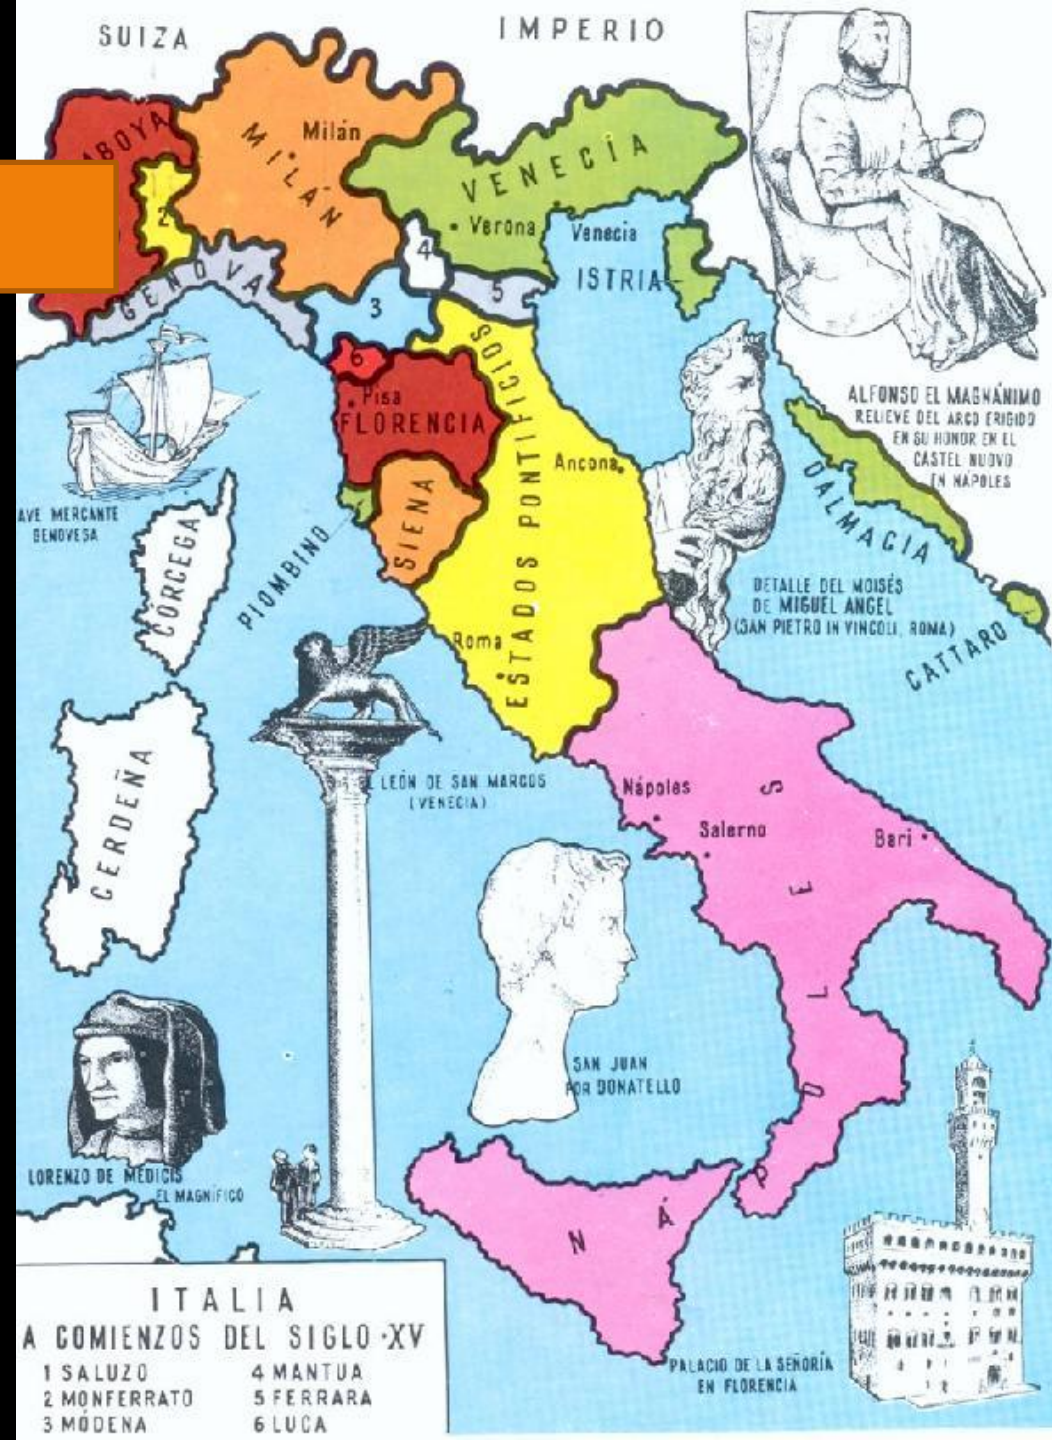 SUIZA
IMPERIO
MILÁN
Milán
VENECÍA
Verona
Venecia
2
4
GENOVA
ISTRIA
5
3
6
Pisa
FLORENCIA
ESTADOS PONTIFICIOS
Ancona
SIENA
PIOMBINO
Roma
ALFONSO EL MAGNÁNIMO
RELIEVE DEL ARCO ERIGIDO
EN SU HONOR EN EL
CASTEL NUOVO
EN NÁPOLES
DALMACIA
CATTARO
DETALLE DEL MOISÉS
DE MIGUEL ANGEL
(SAN PIETRO IN VINCOLI, ROMA)
AVE MERCANTE
GENOVESA
CÓRCEGA
CERDEÑA
LEÓN DE SAN MARCOS
(VENECIA)
Nápoles
Salerno
Bari
NÁPOLES
SAN JUAN
POR DONATELLO
LORENZO DE MÉDICIS
EL MAGNÍFICO
PALACIO DE LA SEÑORÍA
EN FLORENCIA
ITALIA
A COMIENZOS DEL SIGLO·XV
1 SALUZO
2 MONFERRATO
3 MÓDENA
4 MANTUA
5 FERRARA
6 LUCA